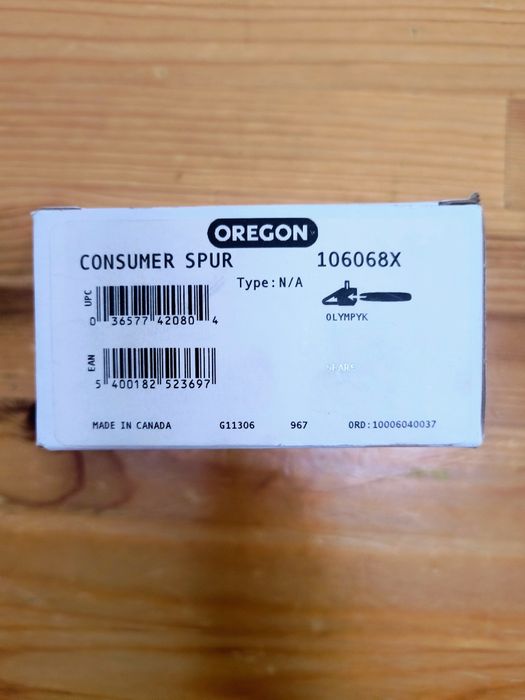 OREGON
CONSUMER SPUR 106068X
Type:N/A
UPC
0 36577 42080 4
OLYMPYK
EAN
SEARS
5 400182 523697
MADE IN CANADA G11306 967 ORD:10006040037